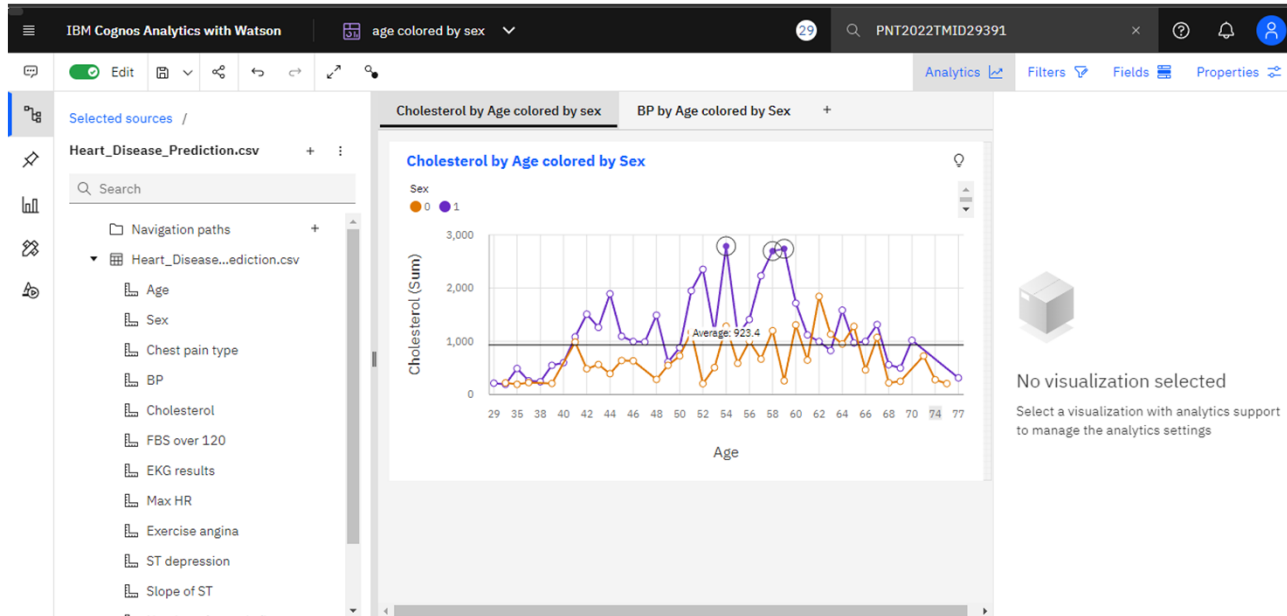 IBM Cognos Analytics with Watson
age colored by sex
29
PNT2022TMID29391
Edit
Analytics
Filters
Fields
Properties
Selected sources /
Heart_Disease_Prediction.csv
Search
Navigation paths
Heart_Disease...ediction.csv
Age
Sex
Chest pain type
BP
Cholesterol
FBS over 120
EKG results
Max HR
Exercise angina
ST depression
Slope of ST
Cholesterol by Age colored by sex
BP by Age colored by Sex
Cholesterol by Age colored by Sex
Sex
0 1
Cholesterol (Sum)
3,000
2,000
1,000
0
Average: 923.4
29 35 38 40 42 44 46 48 50 52 54 56 58 60 62 64 66 68 70 74 77
Age
No visualization selected
Select a visualization with analytics support
to manage the analytics settings